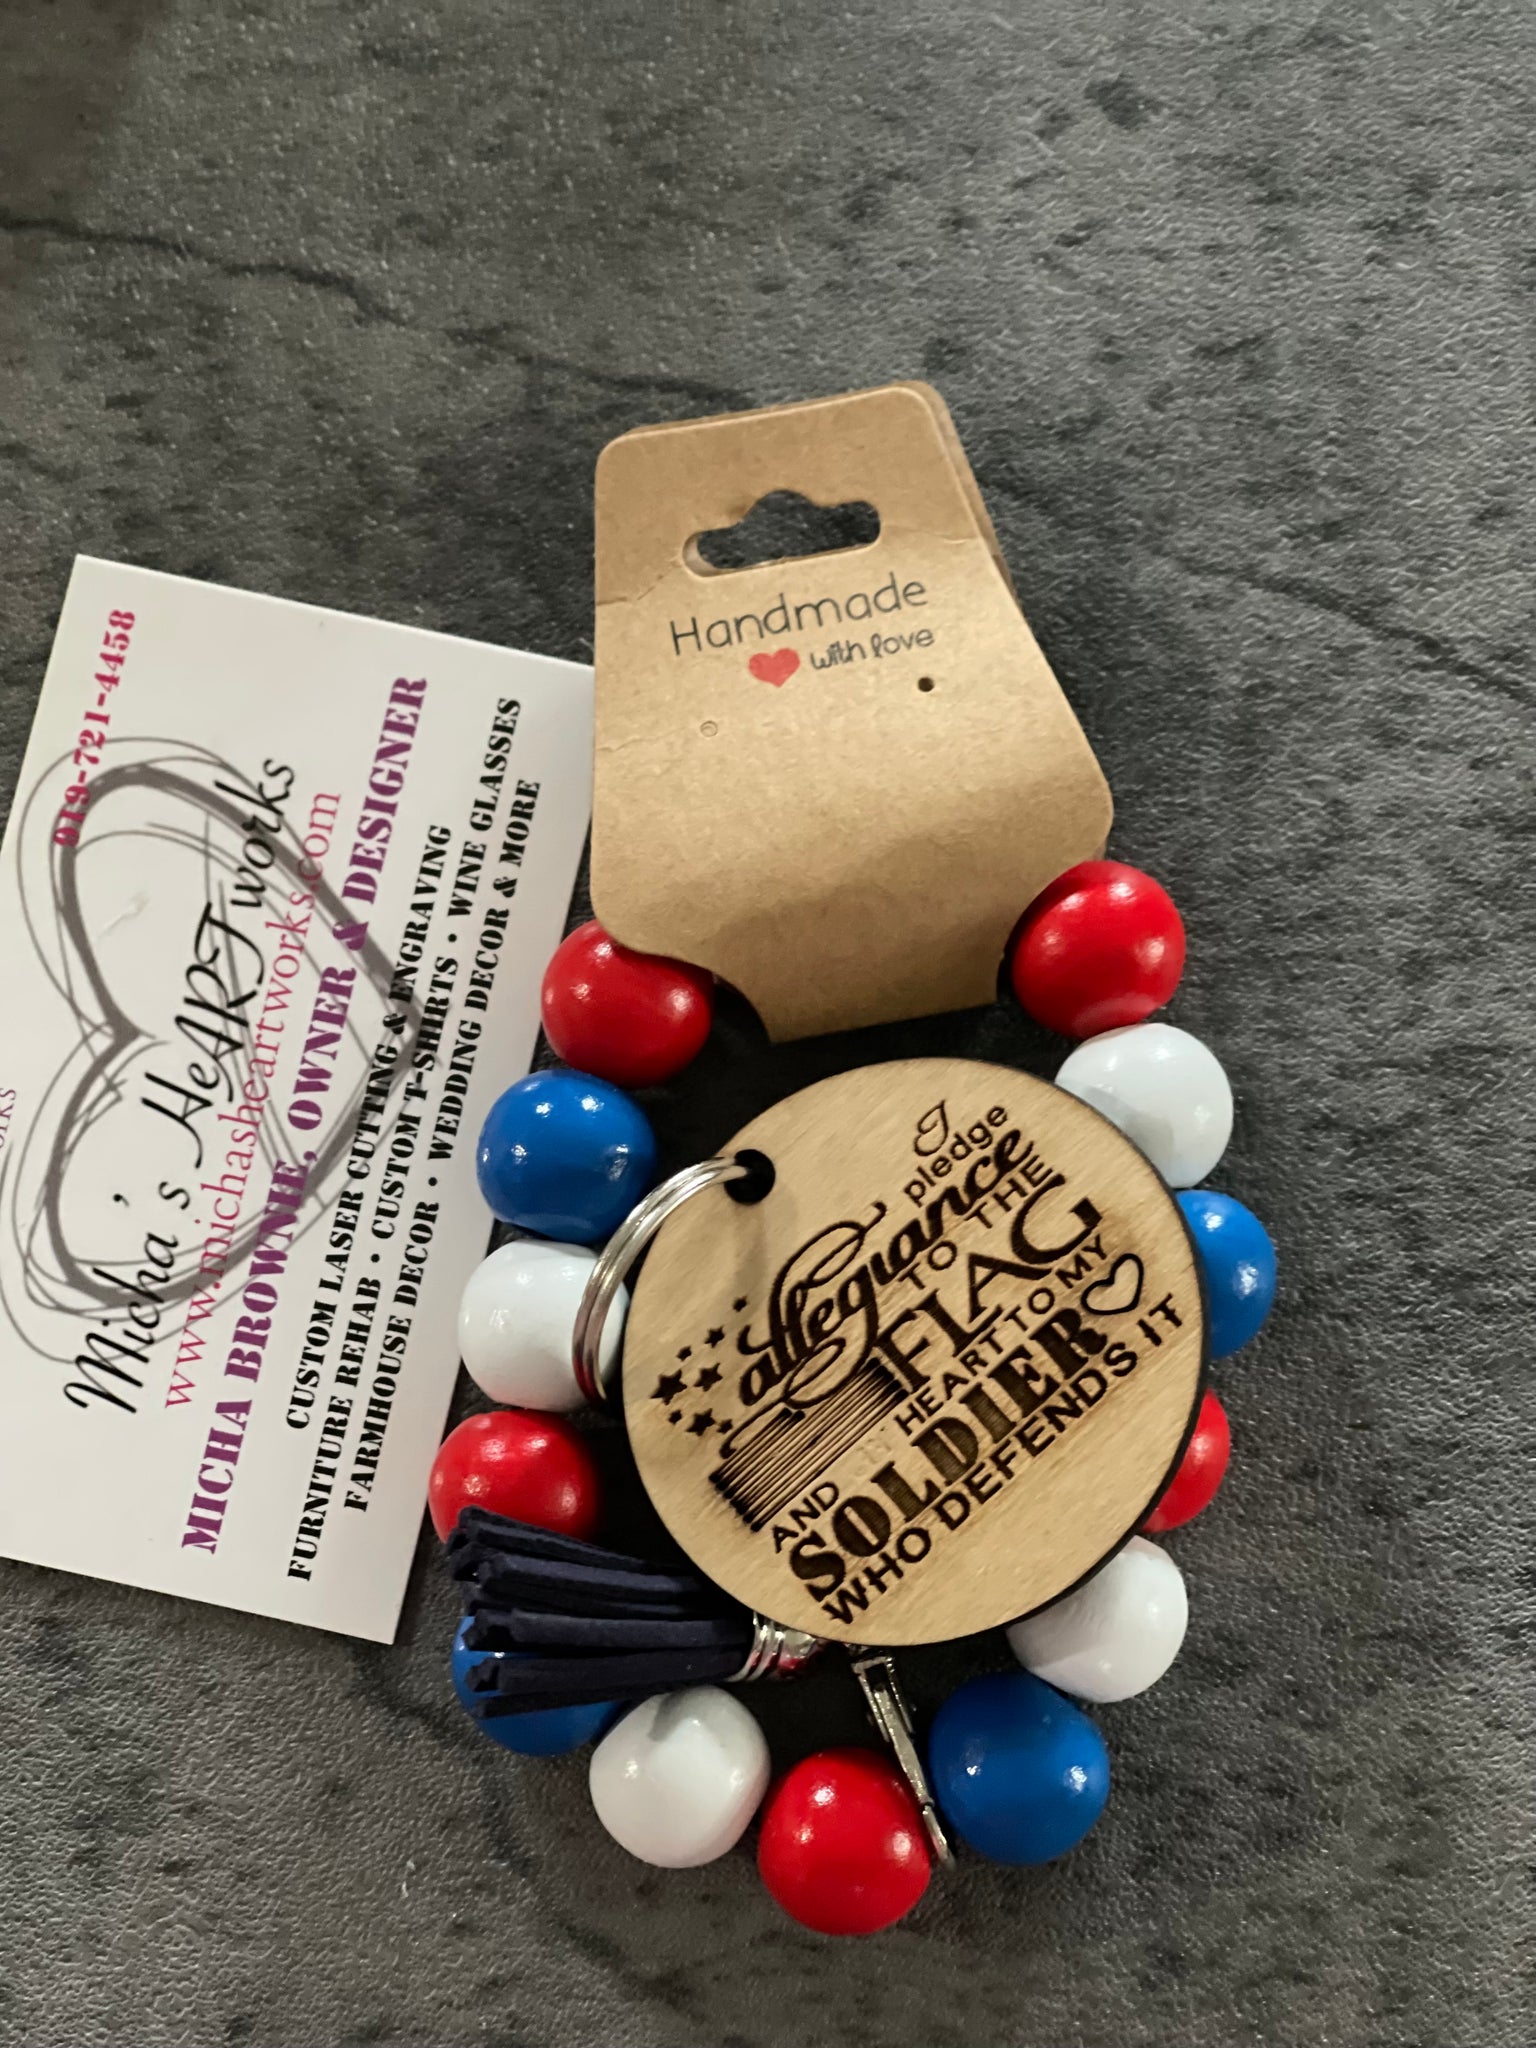 Handmade
with love
919-721-4458
Micha's HeARTworks
www.michasheartworks.com
MICHA BROWNIE, OWNER & DESIGNER
CUSTOM LASER CUTTING & ENGRAVING
FURNITURE REHAB • CUSTOM T-SHIRTS • WINE GLASSES
FARMHOUSE DECOR • WEDDING DECOR & MORE
I
pledge
allegiance
TO THE
FLAG
AND MY HEART TO MY
SOLDIER
WHO DEFENDS IT